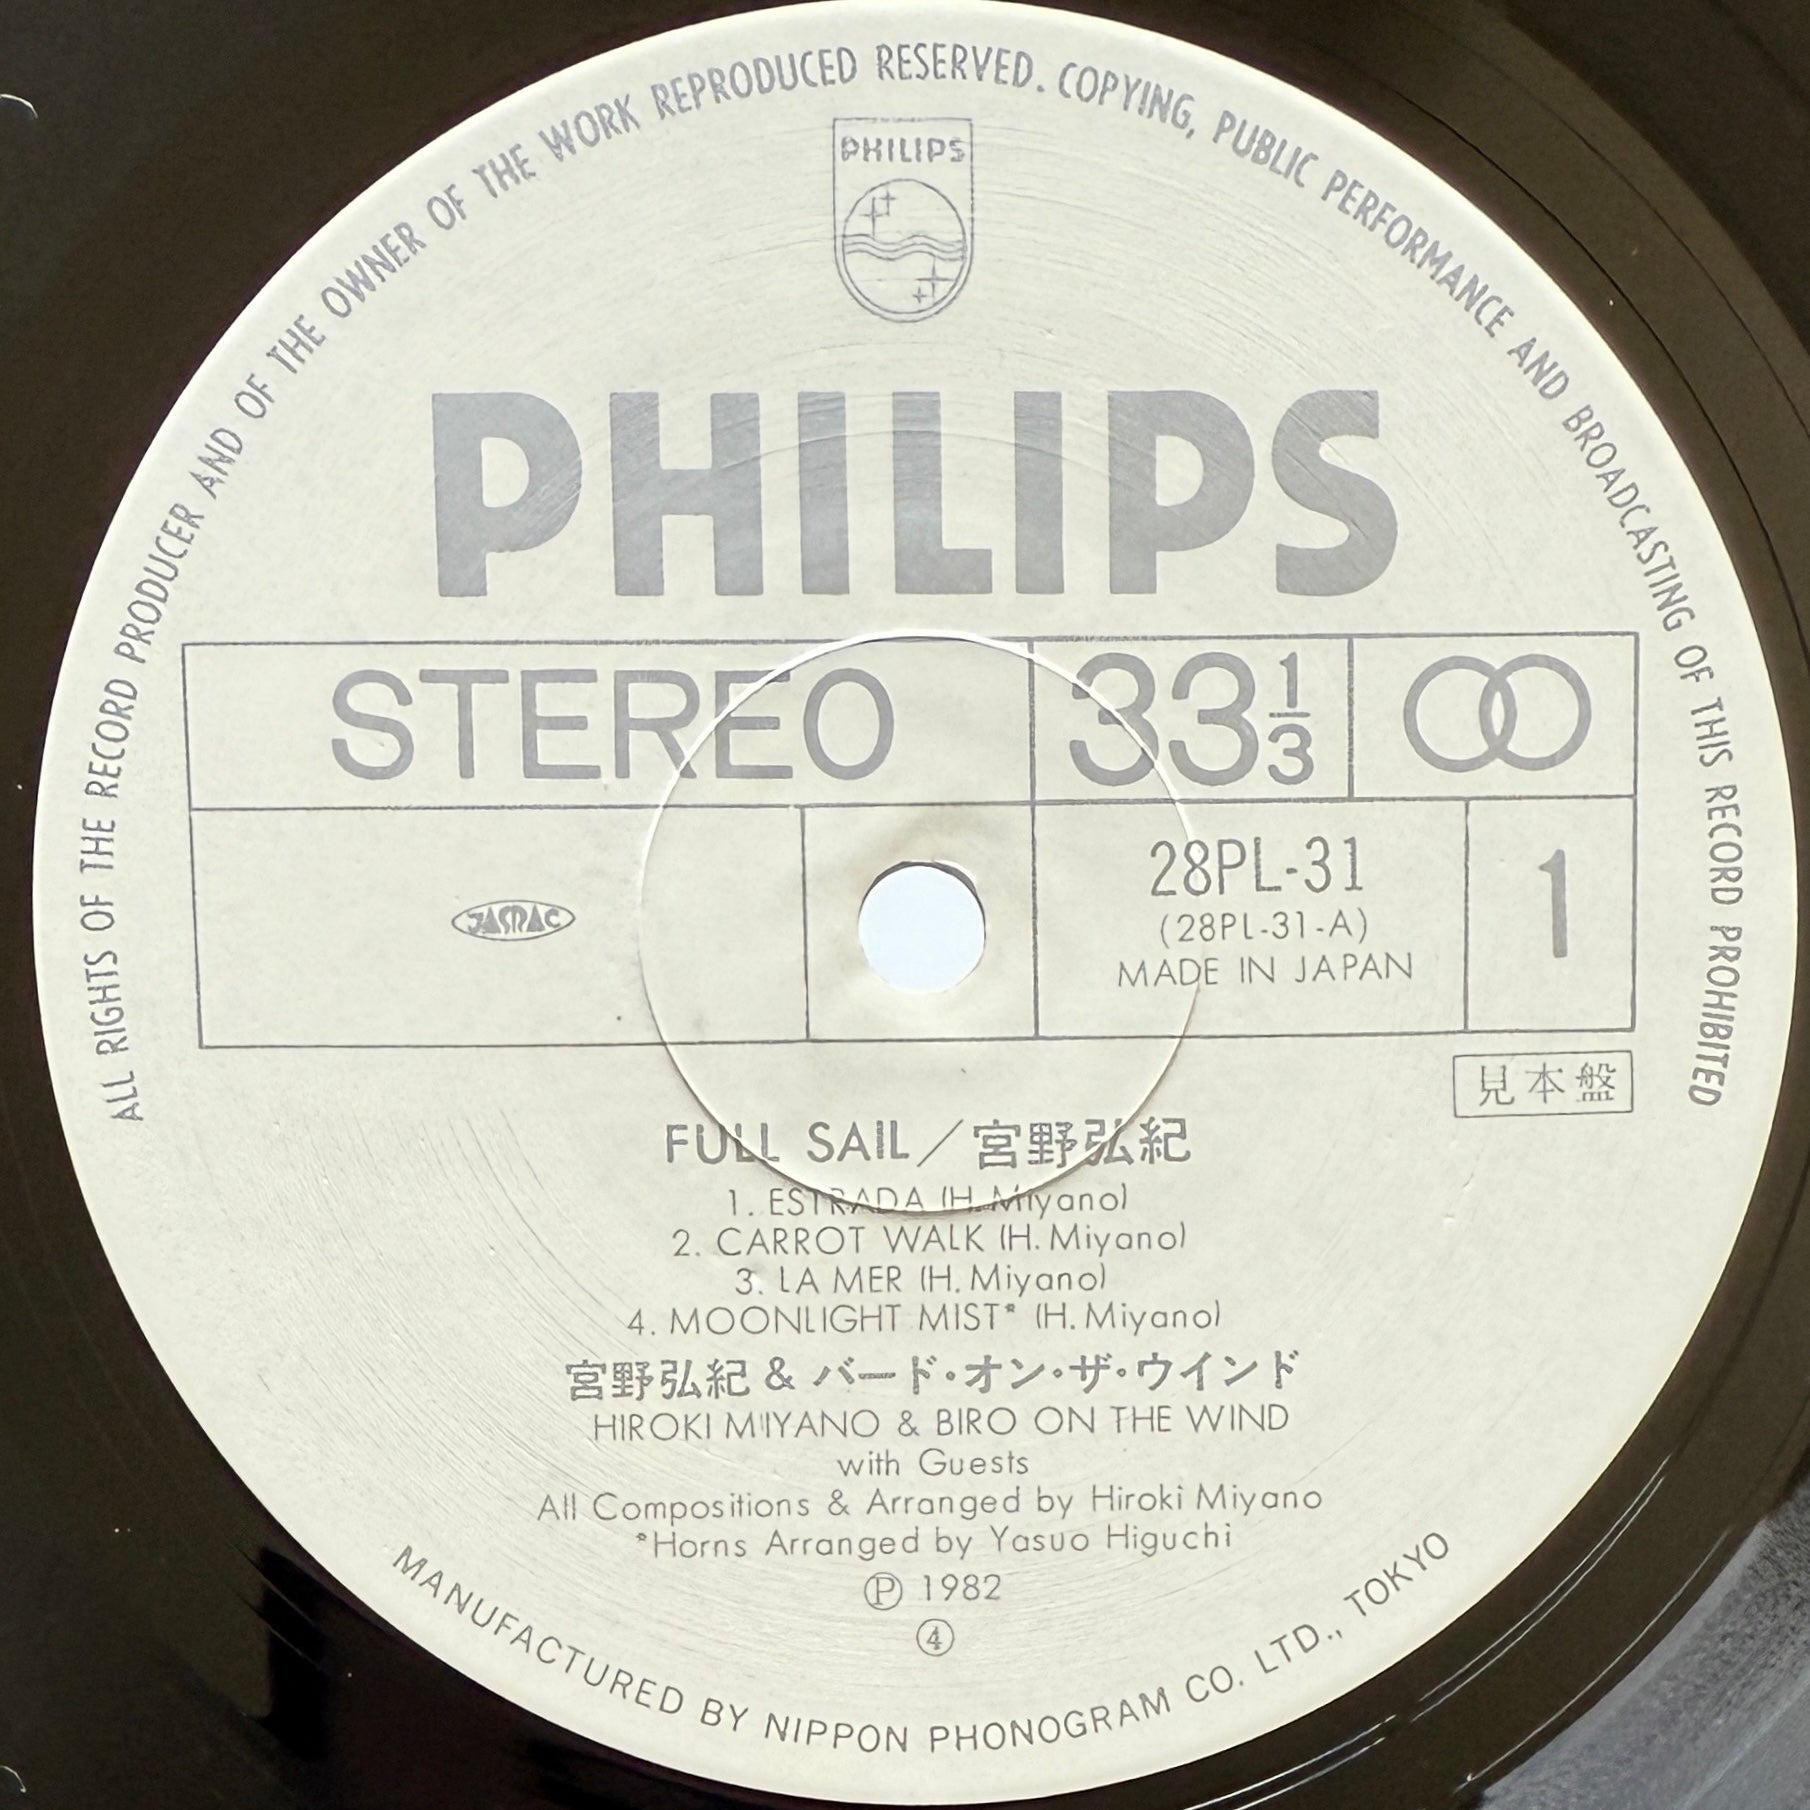 ALL RIGHTS OF THE RECORD PRODUCER AND OF THE OWNER OF THE WORK REPRODUCED RESERVED. COPYING, PUBLIC PERFORMANCE AND BROADCASTING OF THIS RECORD PROHIBITED
PHILIPS
PHILIPS
STEREO
33 1/3
JASRAC
28PL-31
(28PL-31-A)
MADE IN JAPAN
1
見本盤
FULL SAIL／宮野弘紀
1. ESTRADA (H. Miyano)
2. CARROT WALK (H. Miyano)
3. LA MER (H. Miyano)
4. MOONLIGHT MIST* (H. Miyano)
宮野弘紀 & バード・オン・ザ・ウインド
HIROKI MIYANO & BIRO ON THE WIND
with Guests
All Compositions & Arranged by Hiroki Miyano
*Horns Arranged by Yasuo Higuchi
Ⓟ 1982
④
MANUFACTURED BY NIPPON PHONOGRAM CO. LTD., TOKYO